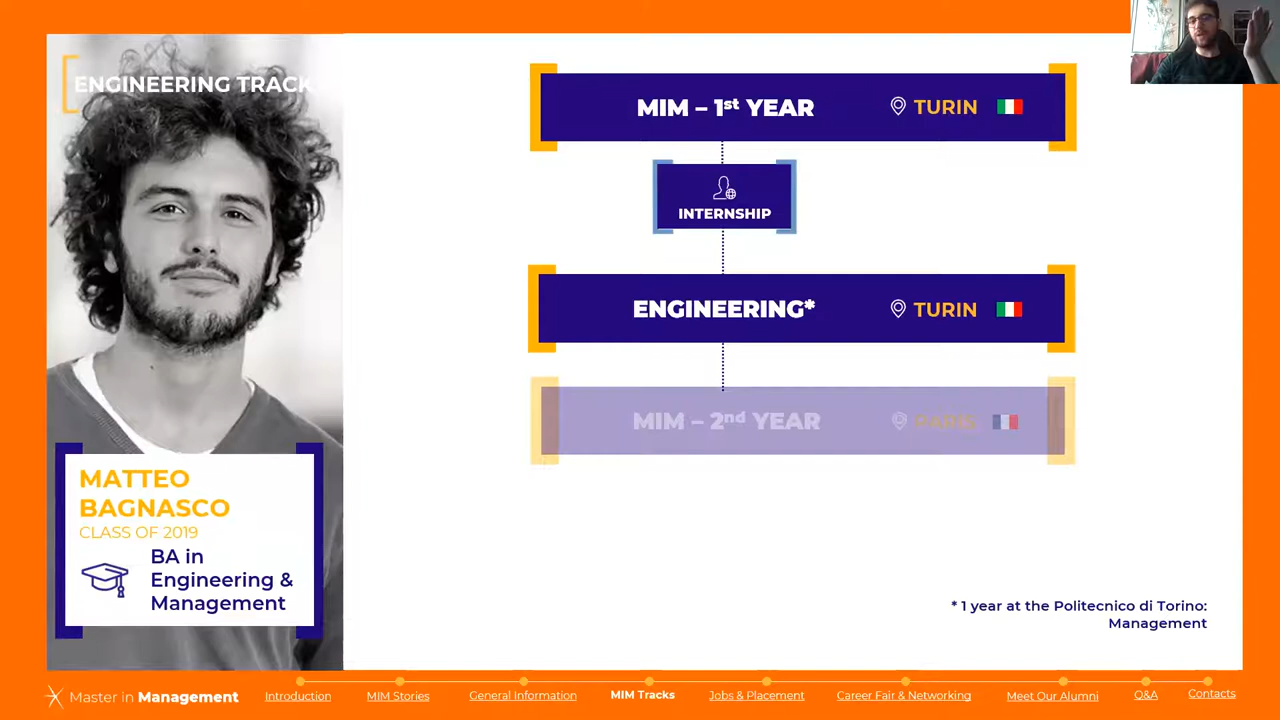 ENGINEERING TRACK
MATTEO
BAGNASCO
CLASS OF 2019
BA in
Engineering &
Management
MIM – 1st YEAR TURIN
INTERNSHIP
ENGINEERING* TURIN
MIM – 2nd YEAR PARIS
* 1 year at the Politecnico di Torino:
Management
Master in Management Introduction MIM Stories General Information MIM Tracks Jobs & Placement Career Fair & Networking Meet Our Alumni Q&A Contacts